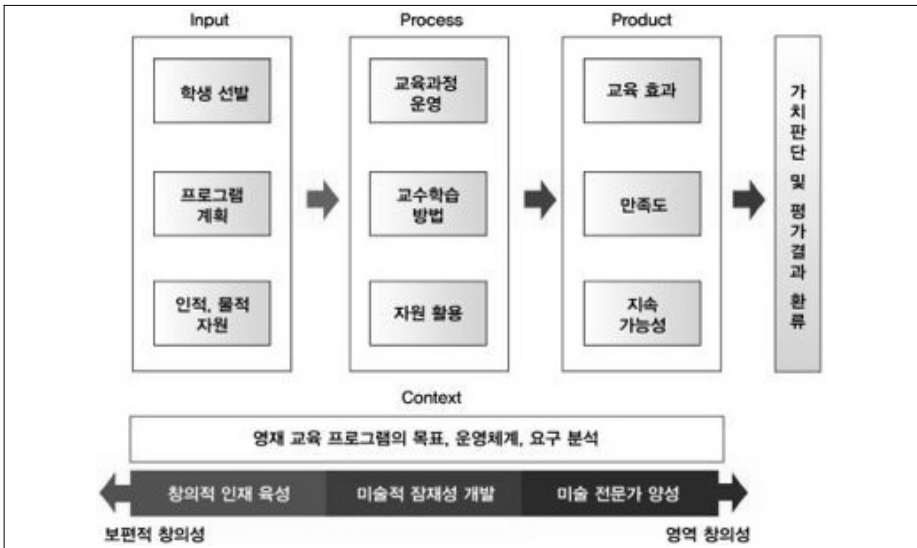 Input
Process
Product
학생 선발
프로그램
계획
인적, 물적
자원
교육과정
운영
교수학습
방법
자원 활용
교육 효과
만족도
지속
가능성
가치판단 및 평가결과 환류
Context
영재 교육 프로그램의 목표, 운영체계, 요구 분석
창의적 인재 육성
미술적 잠재성 개발
미술 전문가 양성
보편적 창의성
영역 창의성